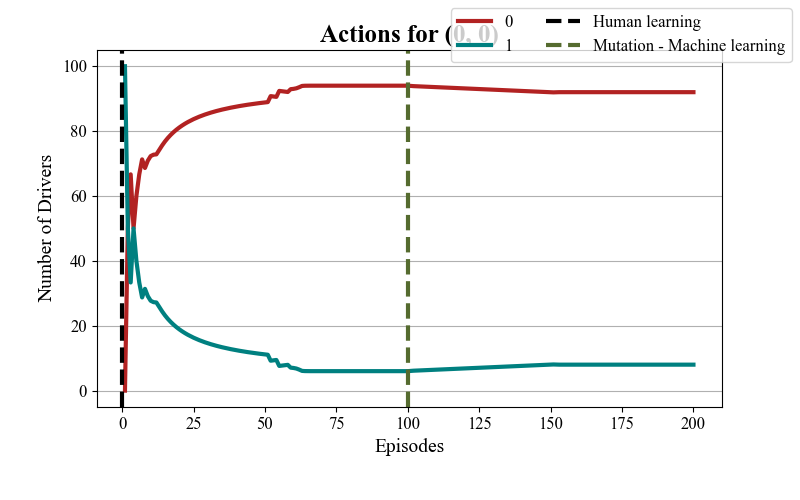 Actions for (0, 0)
0
1
Human learning
Mutation - Machine learning
Number of Drivers
100
80
60
40
20
0
0 25 50 75 100 125 150 175 200
Episodes